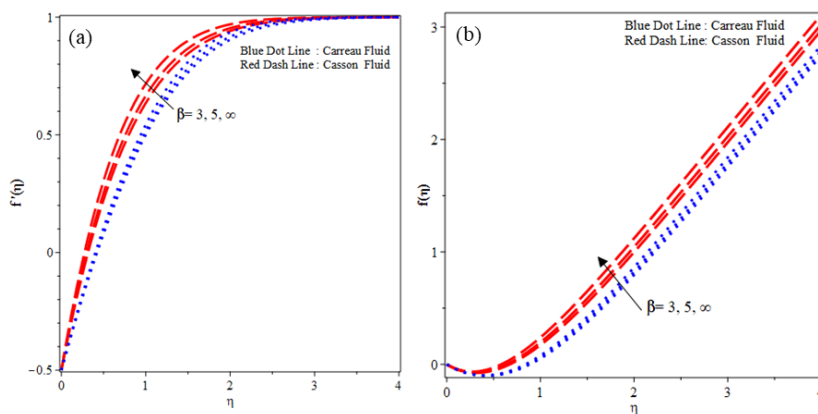 (a)
Blue Dot Line : Carreau Fluid
Red Dash Line : Casson Fluid
β= 3, 5, ∞
f'(η)
1
0.5
0
-0.5
0
1
2
3
4
η
(b)
Blue Dot Line : Carreau Fluid
Red Dash Line: Casson Fluid
β= 3, 5, ∞
f(η)
3
2
1
0
0
1
2
3
4
η